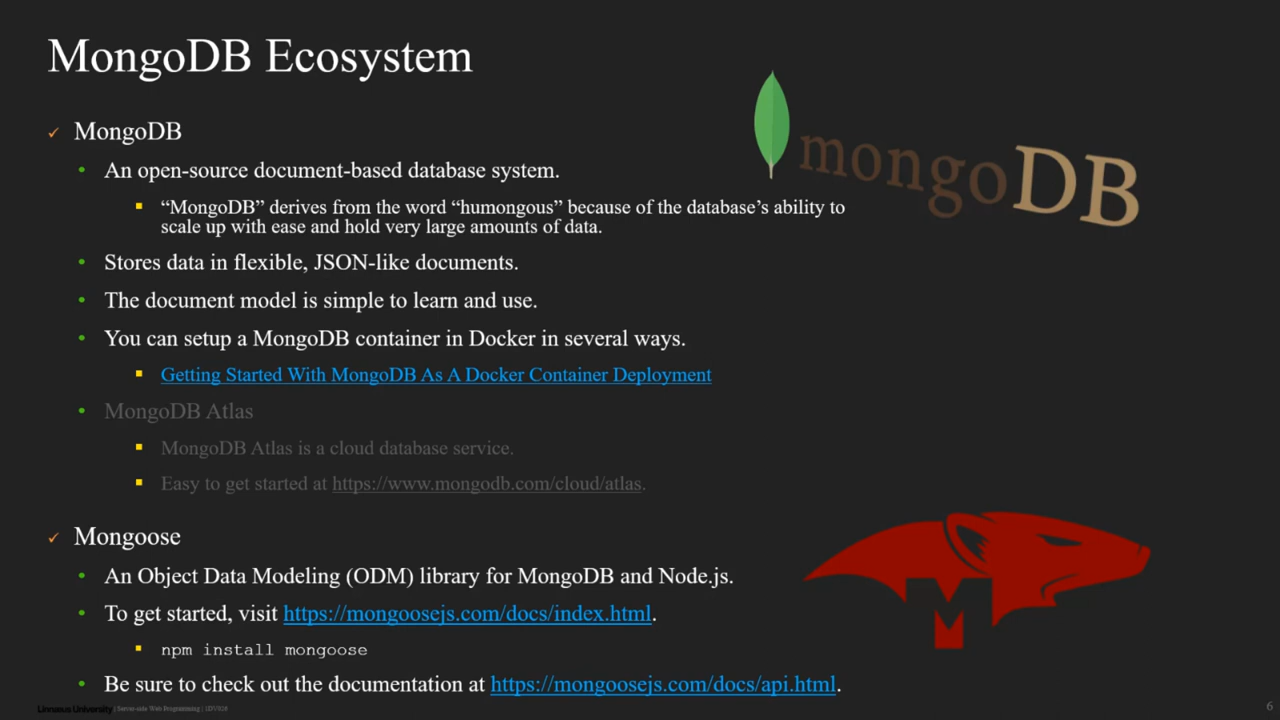 MongoDB Ecosystem
mongoDB
✓ MongoDB
• An open-source document-based database system.
▪ “MongoDB” derives from the word “humongous” because of the database’s ability to
scale up with ease and hold very large amounts of data.
• Stores data in flexible, JSON-like documents.
• The document model is simple to learn and use.
• You can setup a MongoDB container in Docker in several ways.
▪ Getting Started With MongoDB As A Docker Container Deployment
• MongoDB Atlas
▪ MongoDB Atlas is a cloud database service.
▪ Easy to get started at https://www.mongodb.com/cloud/atlas.
✓ Mongoose
• An Object Data Modeling (ODM) library for MongoDB and Node.js.
• To get started, visit https://mongoosejs.com/docs/index.html.
▪ npm install mongoose
M
• Be sure to check out the documentation at https://mongoosejs.com/docs/api.html.
Linnaeus University | Server-side Web Programming | 1DV528
6